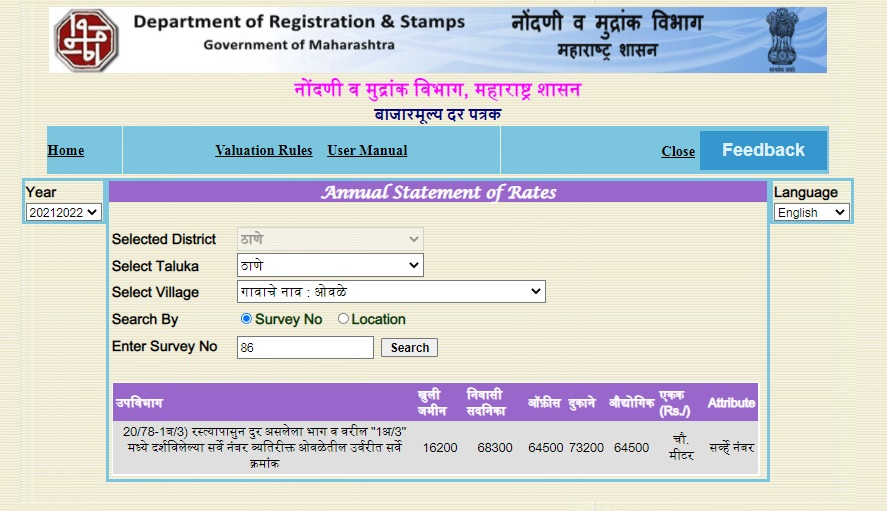 Department of Registration & Stamps
Government of Maharashtra
नोंदणी व मुद्रांक विभाग
महाराष्ट्र शासन
नोंदणी व मुद्रांक विभाग, महाराष्ट्र शासन
बाजारमूल्य दर पत्रक
Home Valuation Rules User Manual Close Feedback
Year Annual Statement of Rates Language
20212022 English
Selected District ठाणे
Select Taluka ठाणे
Select Village गावाचे नाव : ओवळे
Search By Survey No Location
Enter Survey No 86 Search
उपविभाग खुली जमीन निवासी सदनिका ऑफ़ीस दुकाने औद्योगिक एकक (Rs./) Attribute
20/78-1ब/3) रस्त्यापासुन दुर असलेला भाग व वरील "1अ/3"
मध्ये दर्शविलेल्या सर्वे नंबर व्यतिरीक्त ओवळेतील उर्वरीत सर्वे
क्रमांक
16200 68300 64500 73200 64500 चौ. मीटर सर्व्हे नंबर